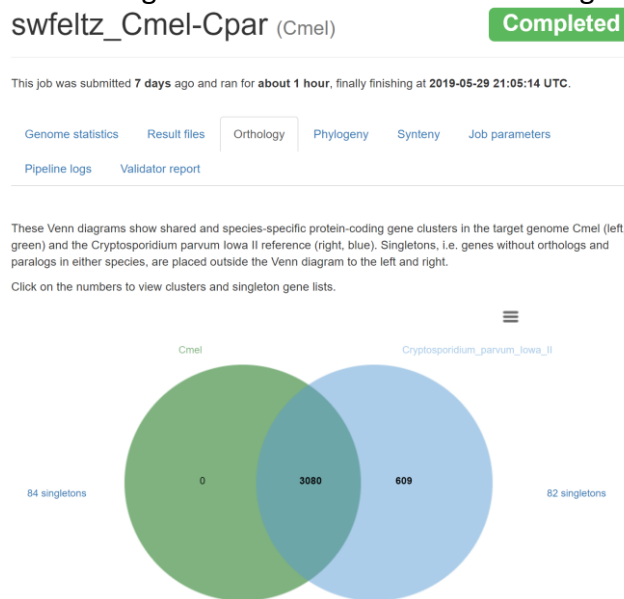 swfeltz_Cmel-Cpar (Cmel)
Completed
This job was submitted 7 days ago and ran for about 1 hour, finally finishing at 2019-05-29 21:05:14 UTC.
Genome statistics Result files Orthology Phylogeny Synteny Job parameters
Pipeline logs Validator report
These Venn diagrams show shared and species-specific protein-coding gene clusters in the target genome Cmel (left,
green) and the Cryptosporidium parvum Iowa II reference (right, blue). Singletons, i.e. genes without orthologs and
paralogs in either species, are placed outside the Venn diagram to the left and right.
Click on the numbers to view clusters and singleton gene lists.
Cmel Cryptosporidium_parvum_Iowa_II
84 singletons 0 3080 609 82 singletons